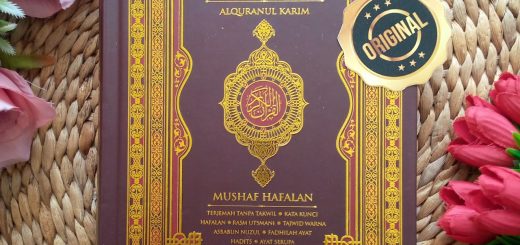 ALQURANUL KARIM
ORIGINAL
القرآن الكريم
MUSHAF HAFALAN
TERJEMAH TANPA TAKWIL ● KATA KUNCI
HAFALAN ● RASM UTSMANI ● TAJWID WARNA
ASBABUN NUZUL ● FADHILAH AYAT
HADITS ● AYAT SERUPA